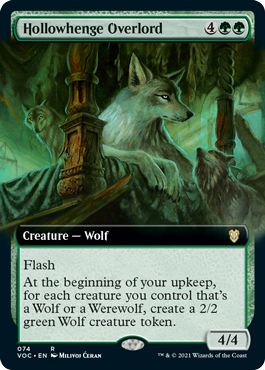 Hollowhenge Overlord 4
Creature — Wolf
Flash
At the beginning of your upkeep,
for each creature you control that's
a Wolf or a Werewolf, create a 2/2
green Wolf creature token.
4/4
074 R
VOC • EN Milivoj Ćeran
™ & © 2021 Wizards of the Coast